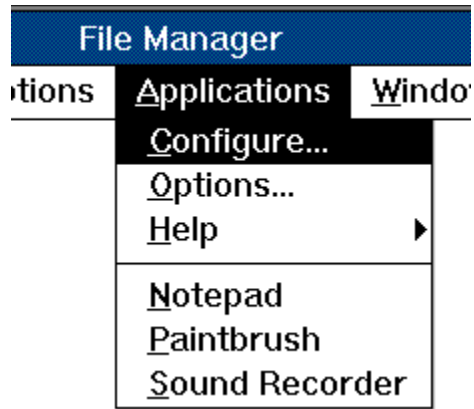 File Manager
Applications
Configure...
Options...
Help
Notepad
Paintbrush
Sound Recorder